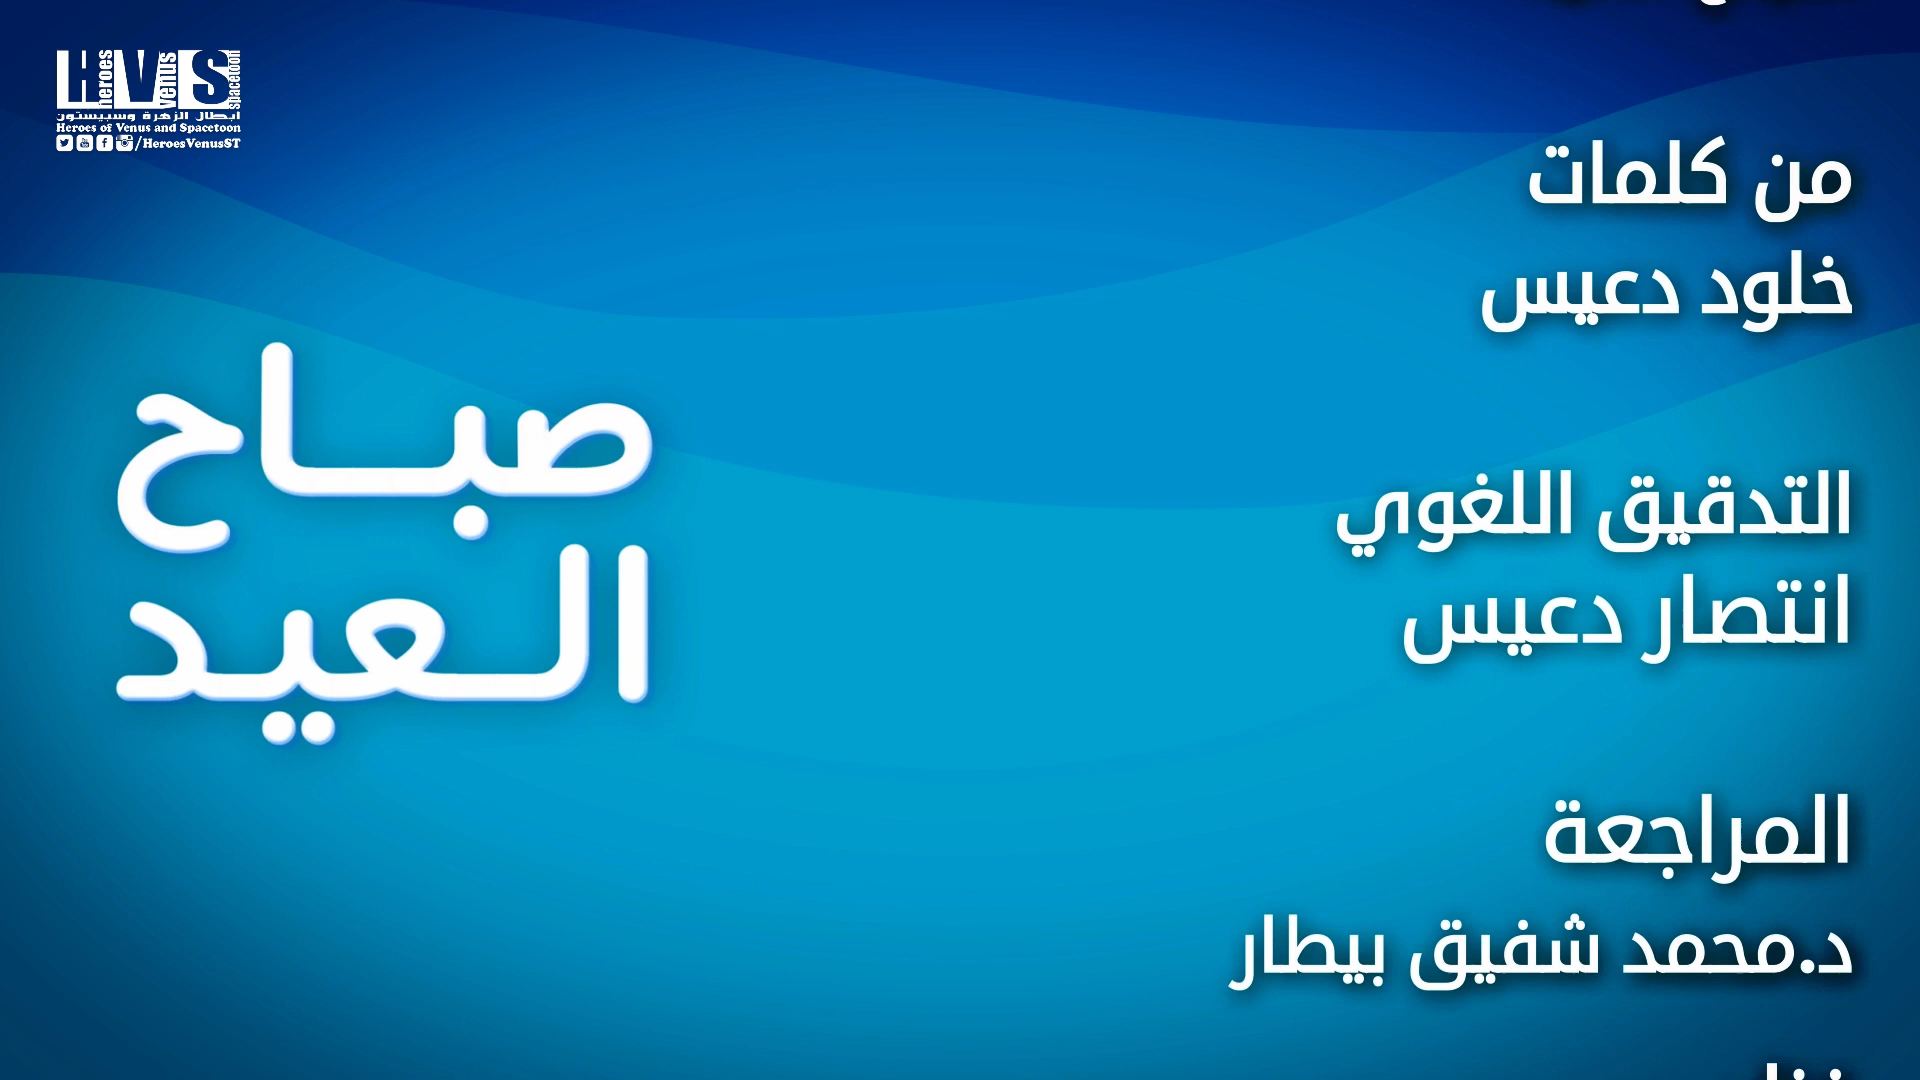 HVS
heroes venus spacetoon
أبطال الزهرة وسبيستون
Heroes of Venus and Spacetoon
/HeroesVenusST
من كلمات
خلود دعيس
صباح
العيد
التدقيق اللغوي
انتصار دعيس
المراجعة
د.محمد شفيق بيطار